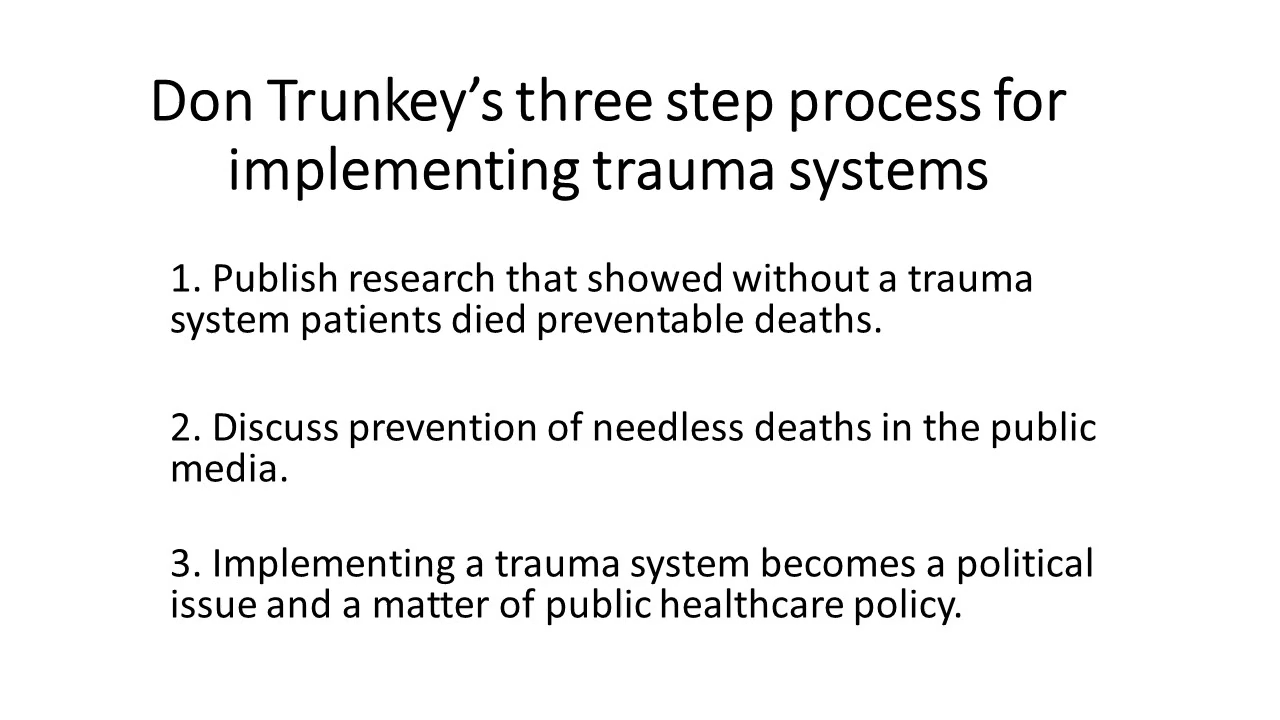 Don Trunkey’s three step process for
implementing trauma systems
1. Publish research that showed without a trauma
system patients died preventable deaths.
2. Discuss prevention of needless deaths in the public
media.
3. Implementing a trauma system becomes a political
issue and a matter of public healthcare policy.